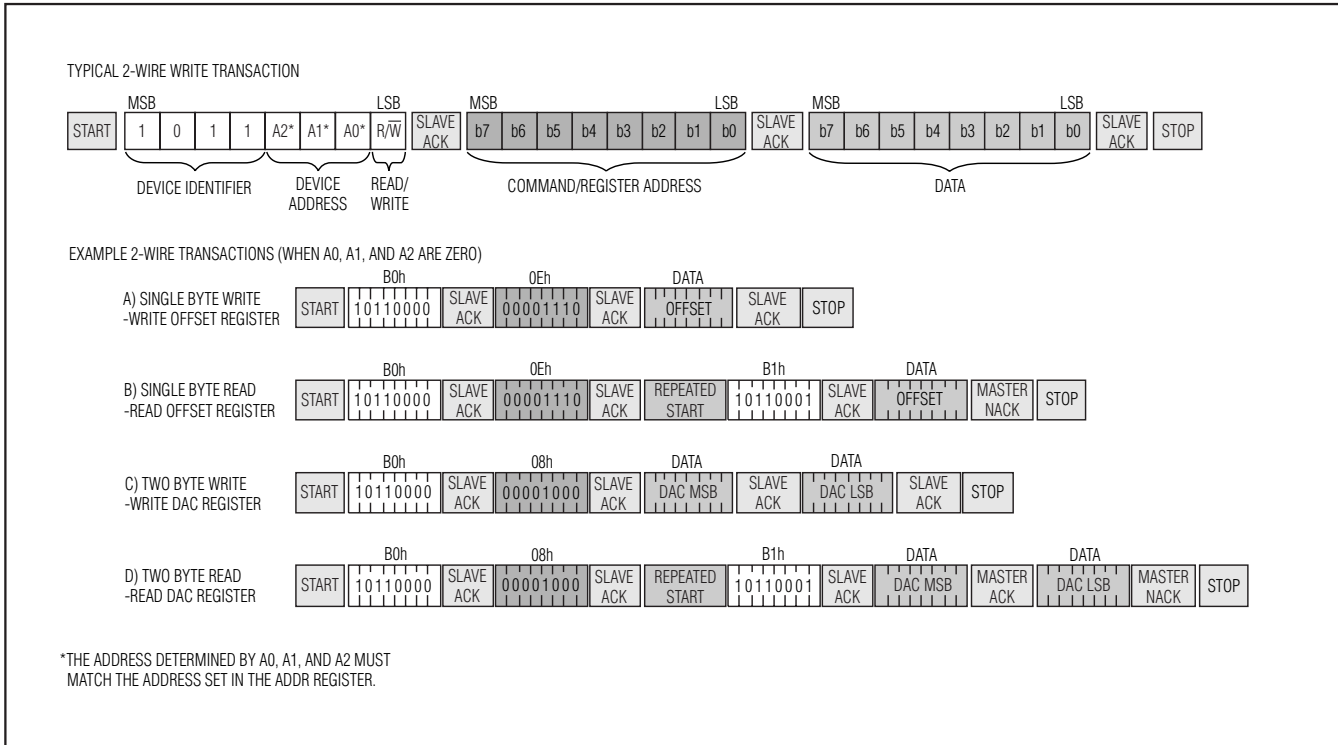 TYPICAL 2-WIRE WRITE TRANSACTION
MSB LSB MSB LSB MSB LSB
START 1 0 1 1 A2* A1* A0* R/W̅ SLAVE ACK b7 b6 b5 b4 b3 b2 b1 b0 SLAVE ACK b7 b6 b5 b4 b3 b2 b1 b0 SLAVE ACK STOP
DEVICE IDENTIFIER DEVICE ADDRESS READ/ WRITE COMMAND/REGISTER ADDRESS DATA
EXAMPLE 2-WIRE TRANSACTIONS (WHEN A0, A1, AND A2 ARE ZERO)
B0h 0Eh DATA
A) SINGLE BYTE WRITE
-WRITE OFFSET REGISTER
START 10110000 SLAVE ACK 00001110 SLAVE ACK OFFSET SLAVE ACK STOP
B0h 0Eh B1h DATA
B) SINGLE BYTE READ
-READ OFFSET REGISTER
START 10110000 SLAVE ACK 00001110 SLAVE ACK REPEATED START 10110001 SLAVE ACK OFFSET MASTER NACK STOP
B0h 08h DATA DATA
C) TWO BYTE WRITE
-WRITE DAC REGISTER
START 10110000 SLAVE ACK 00001000 SLAVE ACK DAC MSB SLAVE ACK DAC LSB SLAVE ACK STOP
B0h 08h B1h DATA DATA
D) TWO BYTE READ
-READ DAC REGISTER
START 10110000 SLAVE ACK 00001000 SLAVE ACK REPEATED START 10110001 SLAVE ACK DAC MSB MASTER ACK DAC LSB MASTER NACK STOP
*THE ADDRESS DETERMINED BY A0, A1, AND A2 MUST
MATCH THE ADDRESS SET IN THE ADDR REGISTER.